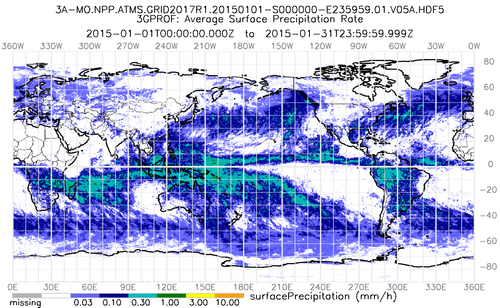 3A-MO.NPP.ATMS.GRID2017R1.20150101-S000000-E235959.01.V05A.HDF5
3GPROF: Average Surface Precipitation Rate
2015-01-01T00:00:00.000Z to 2015-01-31T23:59:59.999Z
360W 330W 300W 270W 240W 210W 180W 150W 120W 90W 60W 30W 0W
80
60
40
20
0
-20
-40
-60
-80
0E 30E 60E 90E 120E 150E 180E 210E 240E 270E 300E 330E 360E
missing 0.03 0.10 0.30 1.00 3.00 10.00 surfacePrecipitation (mm/h)